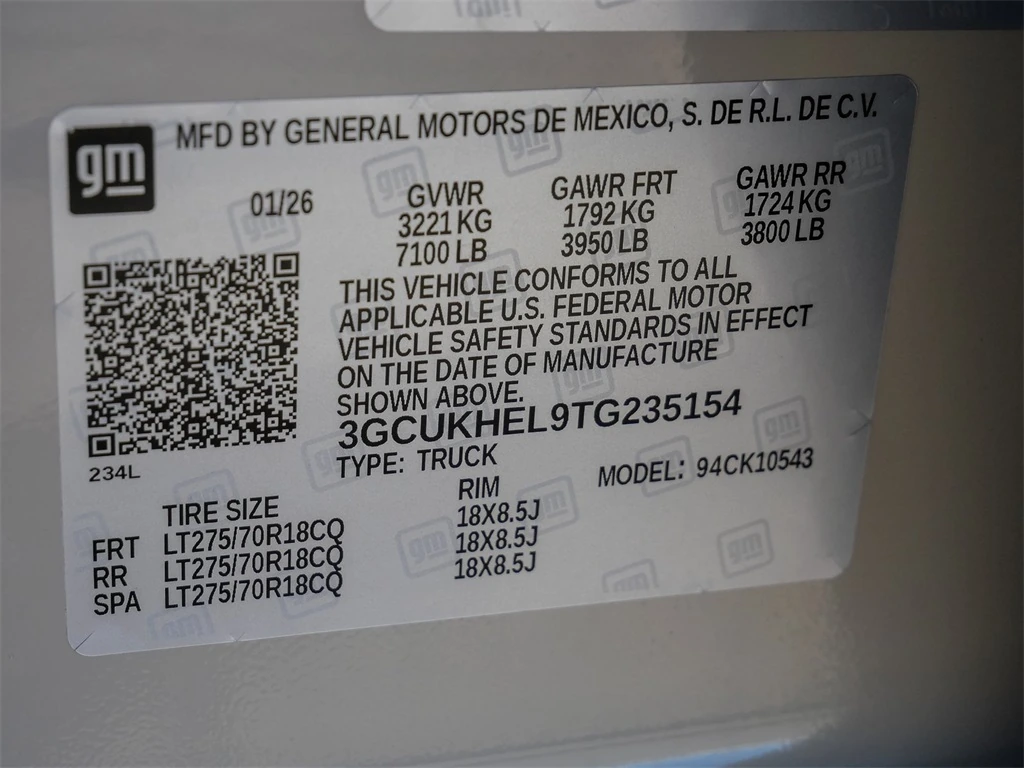 gm
MFD BY GENERAL MOTORS DE MEXICO, S. DE R.L. DE C.V.
01/26
GVWR
3221 KG
7100 LB
GAWR FRT
1792 KG
3950 LB
GAWR RR
1724 KG
3800 LB
THIS VEHICLE CONFORMS TO ALL
APPLICABLE U.S. FEDERAL MOTOR
VEHICLE SAFETY STANDARDS IN EFFECT
ON THE DATE OF MANUFACTURE
SHOWN ABOVE.
3GCUKHEL9TG235154
TYPE: TRUCK
MODEL: 94CK10543
234L
TIRE SIZE RIM
FRT LT275/70R18CQ 18X8.5J
RR LT275/70R18CQ 18X8.5J
SPA LT275/70R18CQ 18X8.5J